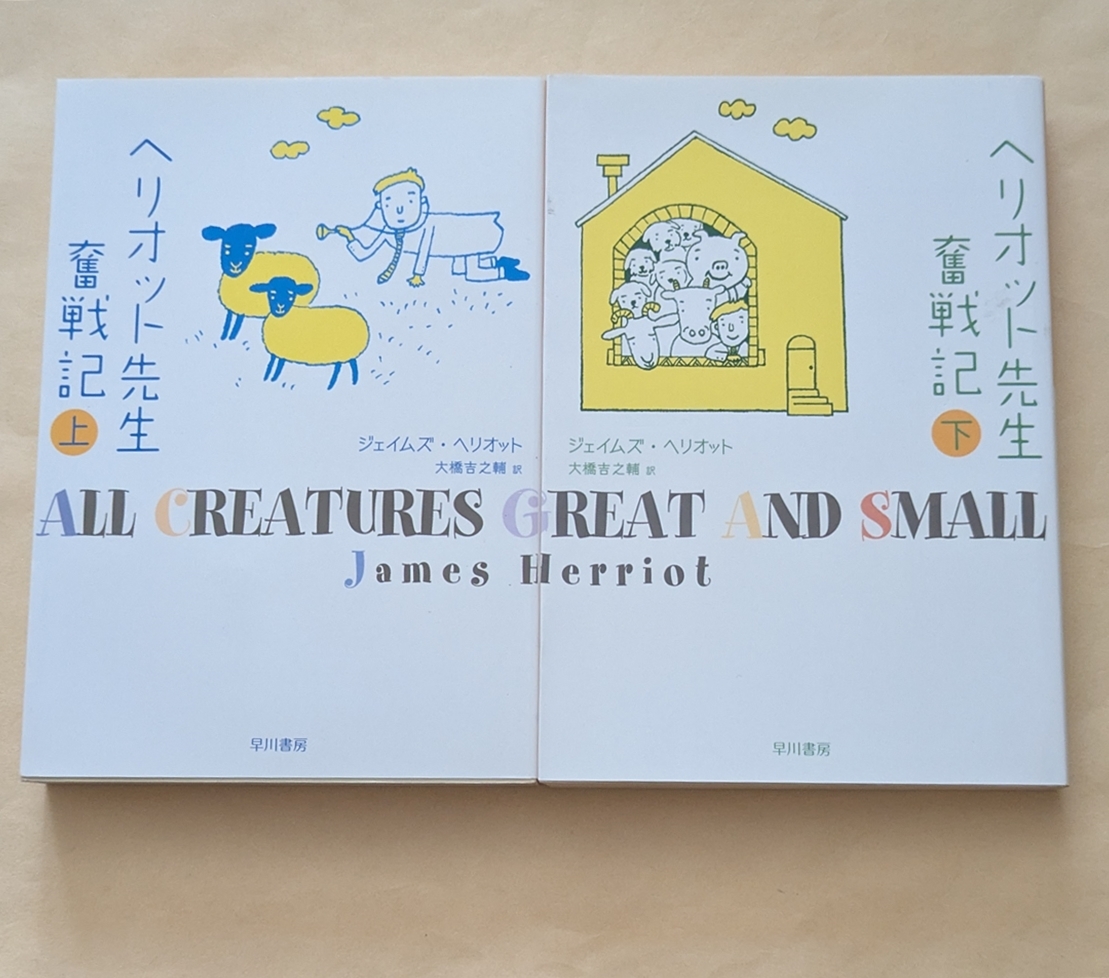 ヘリオット先生
奮戦記
上
ジェイムズ・ヘリオット
大橋吉之輔 訳
ヘリオット先生
奮戦記
下
ジェイムズ・ヘリオット
大橋吉之輔 訳
ALL CREATURES GREAT AND SMALL
James Herriot
早川書房
早川書房